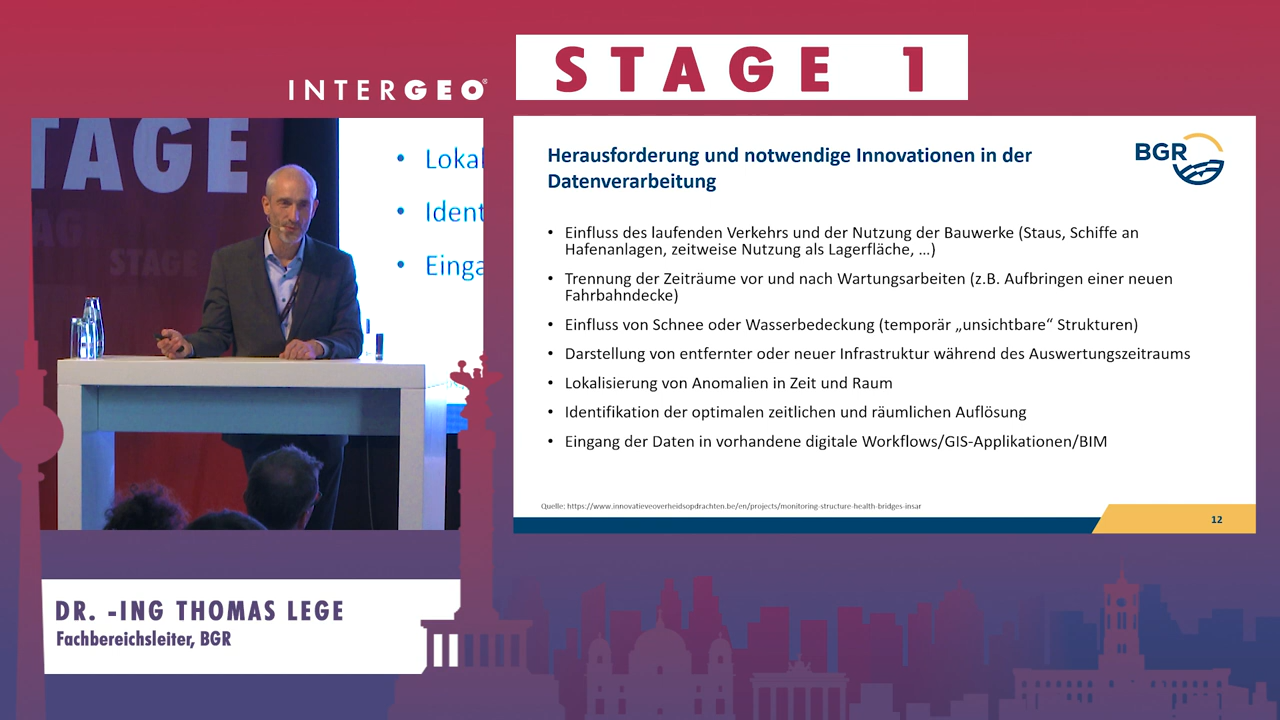 STAGE 1
INTERGEO®
TAGE
STAGE
Lokal
Ident
Einga
Herausforderung und notwendige Innovationen in der
Datenverarbeitung
BGR
• Einfluss des laufenden Verkehrs und der Nutzung der Bauwerke (Staus, Schiffe an
Hafenanlagen, zeitweise Nutzung als Lagerfläche, …)
• Trennung der Zeiträume vor und nach Wartungsarbeiten (z.B. Aufbringen einer neuen
Fahrbahndecke)
• Einfluss von Schnee oder Wasserbedeckung (temporär „unsichtbare“ Strukturen)
• Darstellung von entfernter oder neuer Infrastruktur während des Auswertungszeitraums
• Lokalisierung von Anomalien in Zeit und Raum
• Identifikation der optimalen zeitlichen und räumlichen Auflösung
• Eingang der Daten in vorhandene digitale Workflows/GIS-Applikationen/BIM
Quelle: https://www.innovatieveoverheidsopdrachten.be/en/projects/monitoring-structure-health-bridges-insar
12
DR. -ING THOMAS LEGE
Fachbereichsleiter, BGR